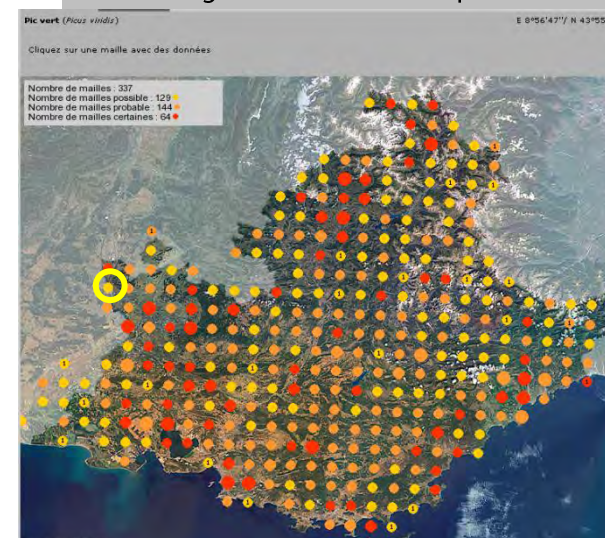 Pic vert (Picus viridis)
E 8°56'47"/ N 43°55
Cliquez sur une maille avec des données
Nombre de mailles : 337
Nombre de mailles possible : 129
Nombre de mailles probable : 144
Nombre de mailles certaines : 64